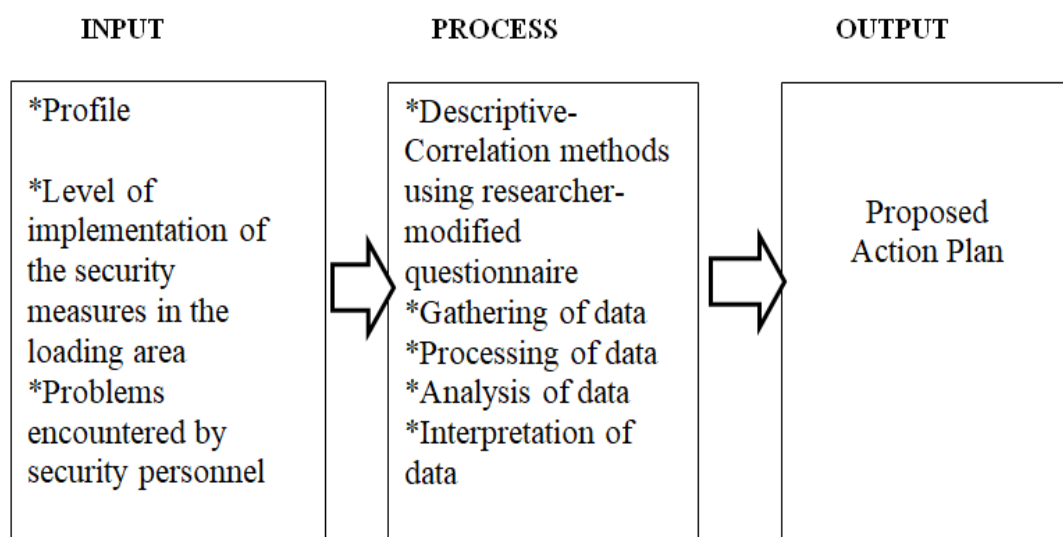 INPUT
PROCESS
OUTPUT
*Profile
*Level of
implementation of
the security
measures in the
loading area
*Problems
encountered by
security personnel
*Descriptive-
Correlation methods
using researcher-
modified
questionnaire
*Gathering of data
*Processing of data
*Analysis of data
*Interpretation of
data
Proposed
Action Plan